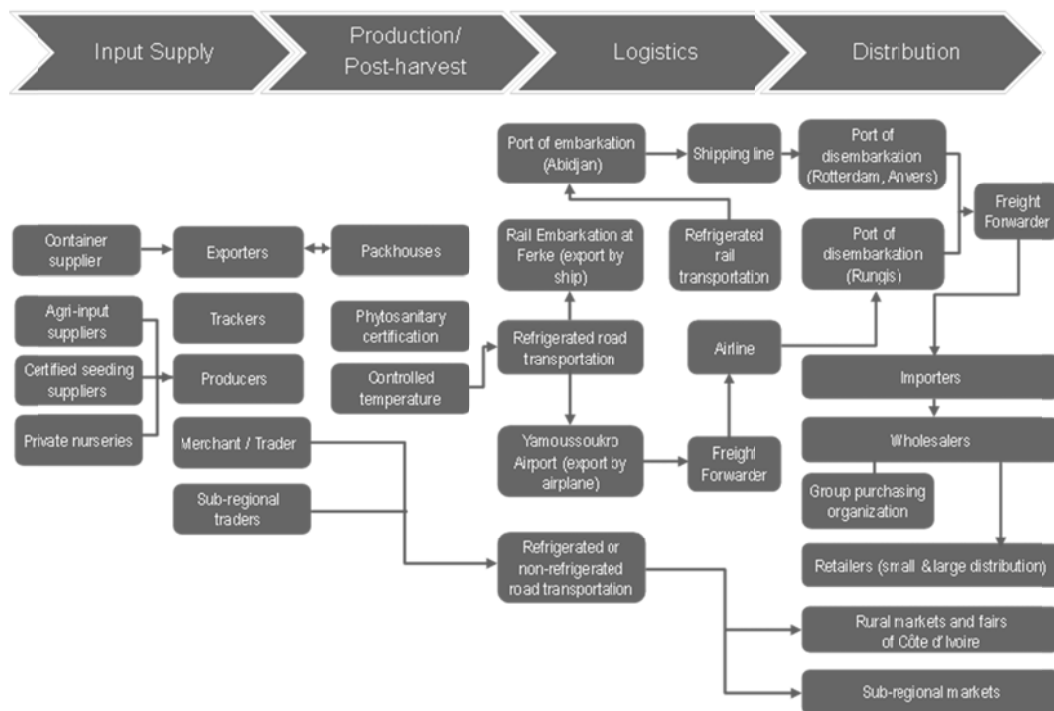 Input Supply
Production/
Post-harvest
Logistics
Distribution
Port of embarkation
(Abidjan)
Shipping line
Port of
disembarkation
(Rotterdam, Anvers)
Freight
Forwarder
Container
supplier
Exporters
Packhouses
Rail Embarkation at
Ferke (export by
ship)
Refrigerated
rail
transportation
Port of
disembarkation
(Rungis)
Agri-input
suppliers
Trackers
Phytosanitary
certification
Refrigerated road
transportation
Airline
Certified seeding
suppliers
Producers
Controlled
temperature
Importers
Private nurseries
Merchant / Trader
Yamoussoukro
Airport (export by
airplane)
Freight
Forwarder
Wholesalers
Group purchasing
organization
Sub-regional
traders
Refrigerated or
non-refrigerated
road transportation
Retailers (small & large distribution)
Rural markets and fairs
of Côte d'Ivoire
Sub-regional markets